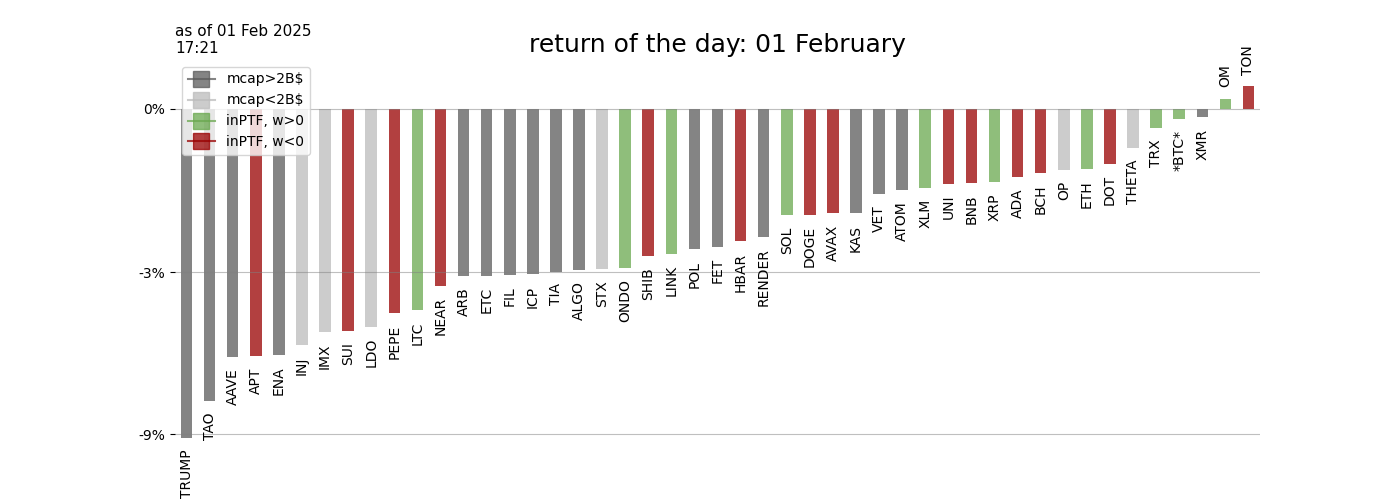 as of 01 Feb 2025
17:21
return of the day: 01 February
mcap>2B$
mcap<2B$
inPTF, w>0
inPTF, w<0
0%
-3%
-9%
TRUMP
TAO
AAVE
APT
ENA
INJ
IMX
SUI
LDO
PEPE
LTC
NEAR
ARB
ETC
FIL
ICP
TIA
ALGO
STX
ONDO
SHIB
LINK
POL
FET
HBAR
RENDER
SOL
DOGE
AVAX
KAS
VET
ATOM
XLM
UNI
BNB
XRP
ADA
BCH
OP
ETH
DOT
THETA
TRX
*BTC*
XMR
OM
TON